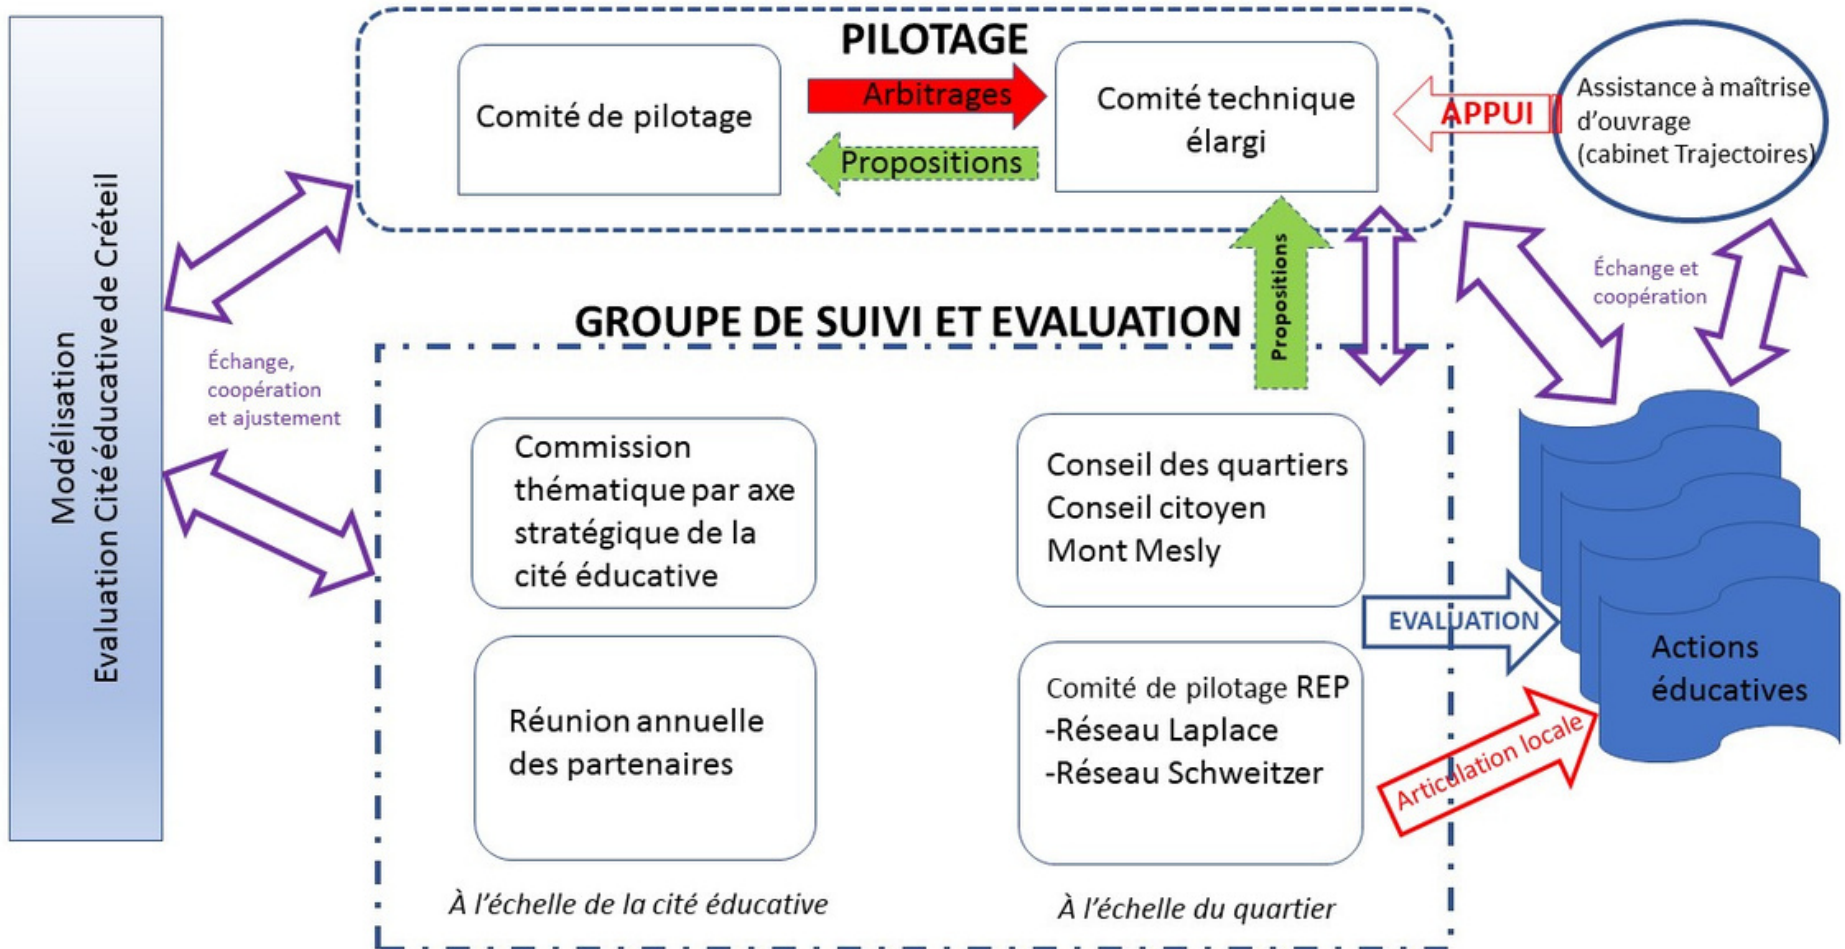 PILOTAGE
Comité de pilotage
Arbitrages
Propositions
Comité technique
élargi
APPUI
Assistance à maîtrise
d'ouvrage
(cabinet Trajectoires)
Modélisation
Evaluation Cité éducative de Créteil
Échange,
coopération
et ajustement
Propositions
Échange et
coopération
GROUPE DE SUIVI ET EVALUATION
Commission
thématique par axe
stratégique de la
cité éducative
Conseil des quartiers
Conseil citoyen
Mont Mesly
Réunion annuelle
des partenaires
Comité de pilotage REP
-Réseau Laplace
-Réseau Schweitzer
EVALUATION
Articulation locale
Actions
éducatives
À l'échelle de la cité éducative
À l'échelle du quartier